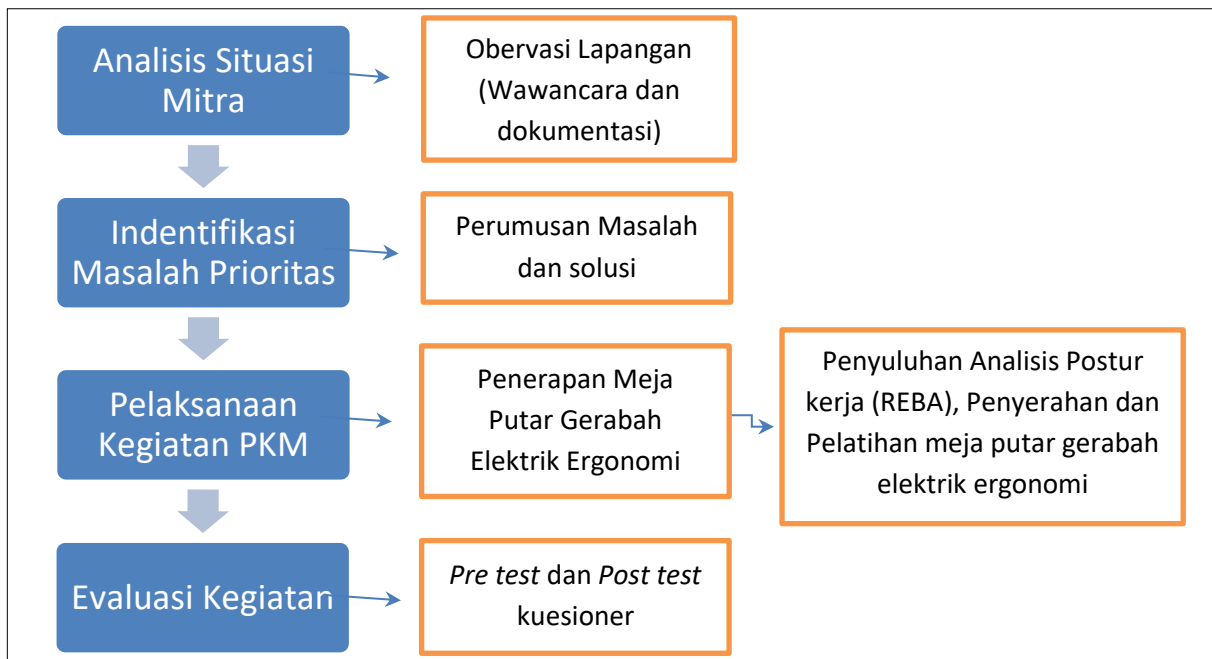 Analisis Situasi
Mitra
Obervasi Lapangan
(Wawancara dan
dokumentasi)
Indentifikasi
Masalah Prioritas
Perumusan Masalah
dan solusi
Pelaksanaan
Kegiatan PKM
Penerapan Meja
Putar Gerabah
Elektrik Ergonomi
Penyuluhan Analisis Postur
kerja (REBA), Penyerahan dan
Pelatihan meja putar gerabah
elektrik ergonomi
Evaluasi Kegiatan
Pre test dan Post test
kuesioner